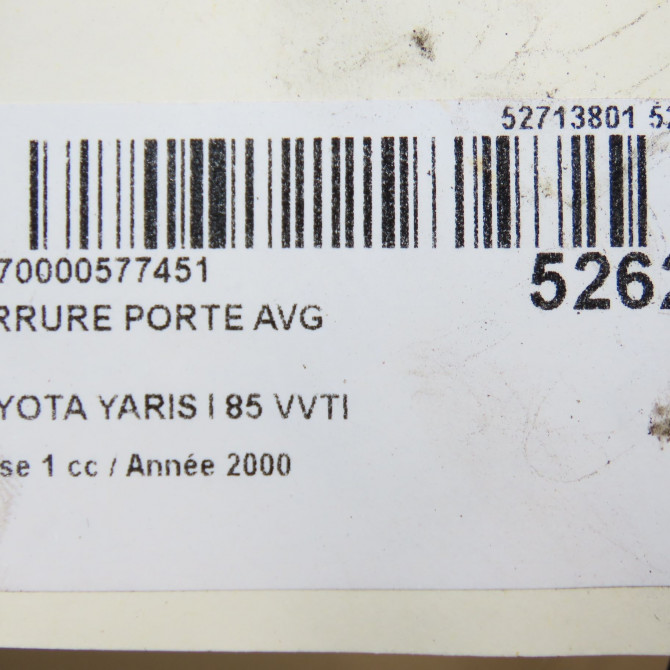 52713801 52
70000577451
5262
RRURE PORTE AVG
YOTA YARIS I 85 VVTI
se 1 cc / Année 2000